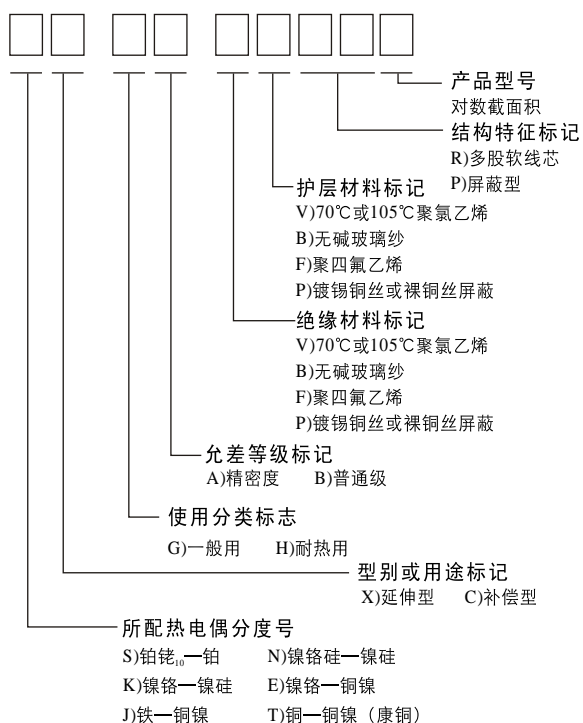 产品型号
对数截面积
结构特征标记
R)多股软线芯
P)屏蔽型
护层材料标记
V)70℃或105℃聚氯乙烯
B)无碱玻璃纱
F)聚四氟乙烯
P)镀锡铜丝或裸铜丝屏蔽
绝缘材料标记
V)70℃或105℃聚氯乙烯
B)无碱玻璃纱
F)聚四氟乙烯
P)镀锡铜丝或裸铜丝屏蔽
允差等级标记
A)精密度 B)普通级
使用分类标志
G)一般用 H)耐热用
型别或用途标记
X)延伸型 C)补偿型
所配热电偶分度号
S)铂铑10—铂 N)镍铬硅—镍硅
K)镍铬—镍硅 E)镍铬—铜镍
J)铁—铜镍 T)铜—铜镍（康铜）